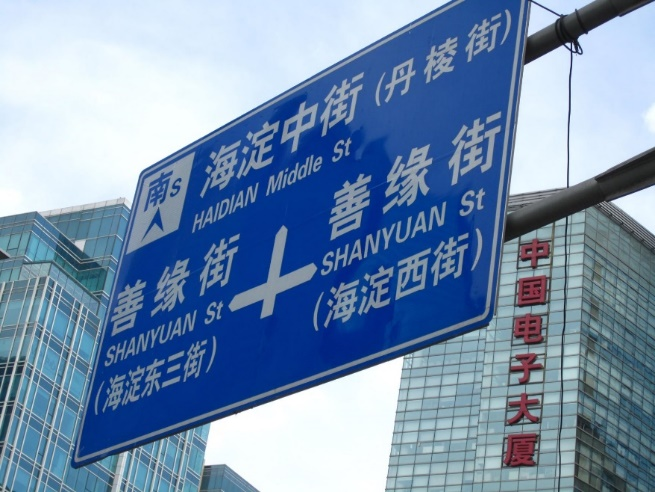 南S
海淀中街(丹棱街)
HAIDIAN Middle St
善缘街
SHANYUAN St
(海淀东三街)
善缘街
SHANYUAN St
(海淀西街)
中国电子大厦